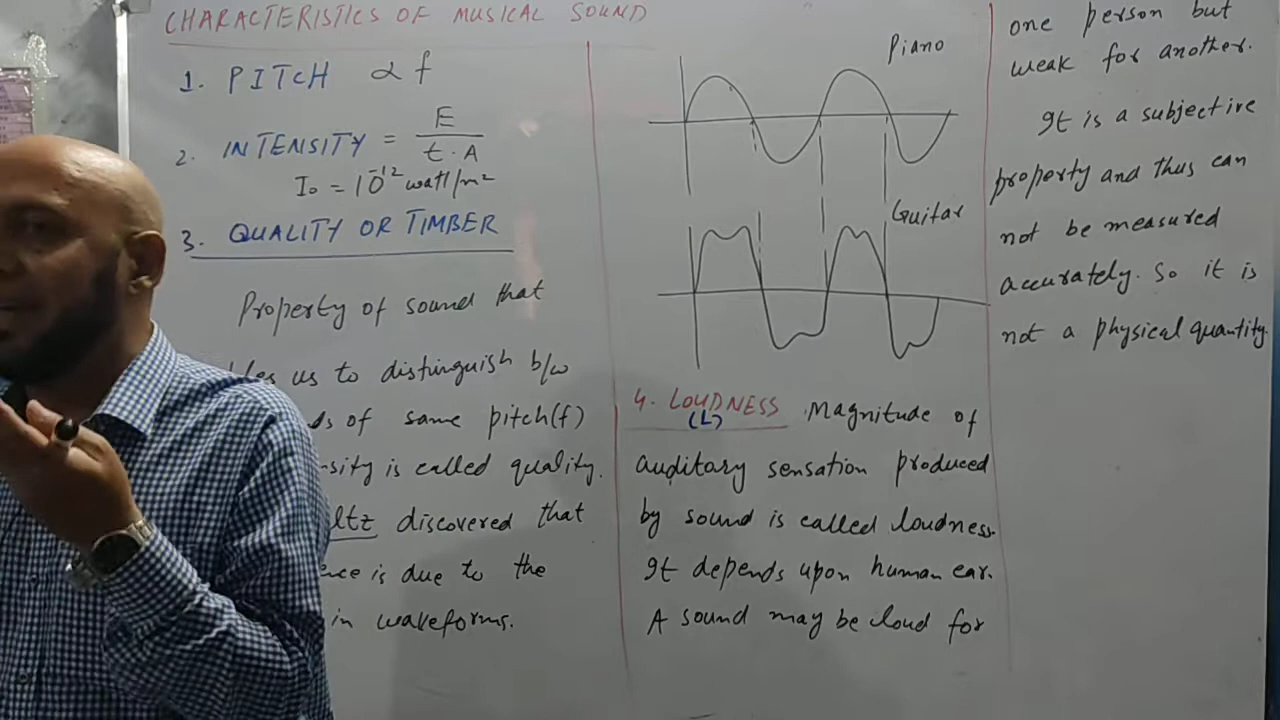 CHARACTERISTICS OF MUSICAL SOUND
1. PITCH ∝ f
2. INTENSITY = E / t.A
I₀ = 10⁻¹² watt/m²
3. QUALITY OR TIMBER
Property of sound that
us to distinguish b/w
of same pitch(f)
is called quality.
discovered that
is due to the
in waveforms.
Piano
Guitar
4. LOUDNESS Magnitude of
(L)
auditory sensation produced
by sound is called loudness.
It depends upon human ear.
A sound may be loud for
one person but
weak for another.
It is a subjective
property and thus can
not be measured
accurately. So it is
not a physical quantity.